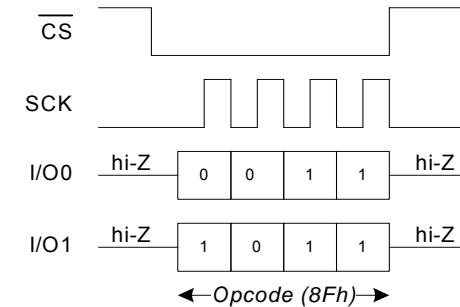 CS
SCK
I/O0 hi-Z 0 0 1 1 hi-Z
I/O1 hi-Z 1 0 1 1 hi-Z
Opcode (8Fh)